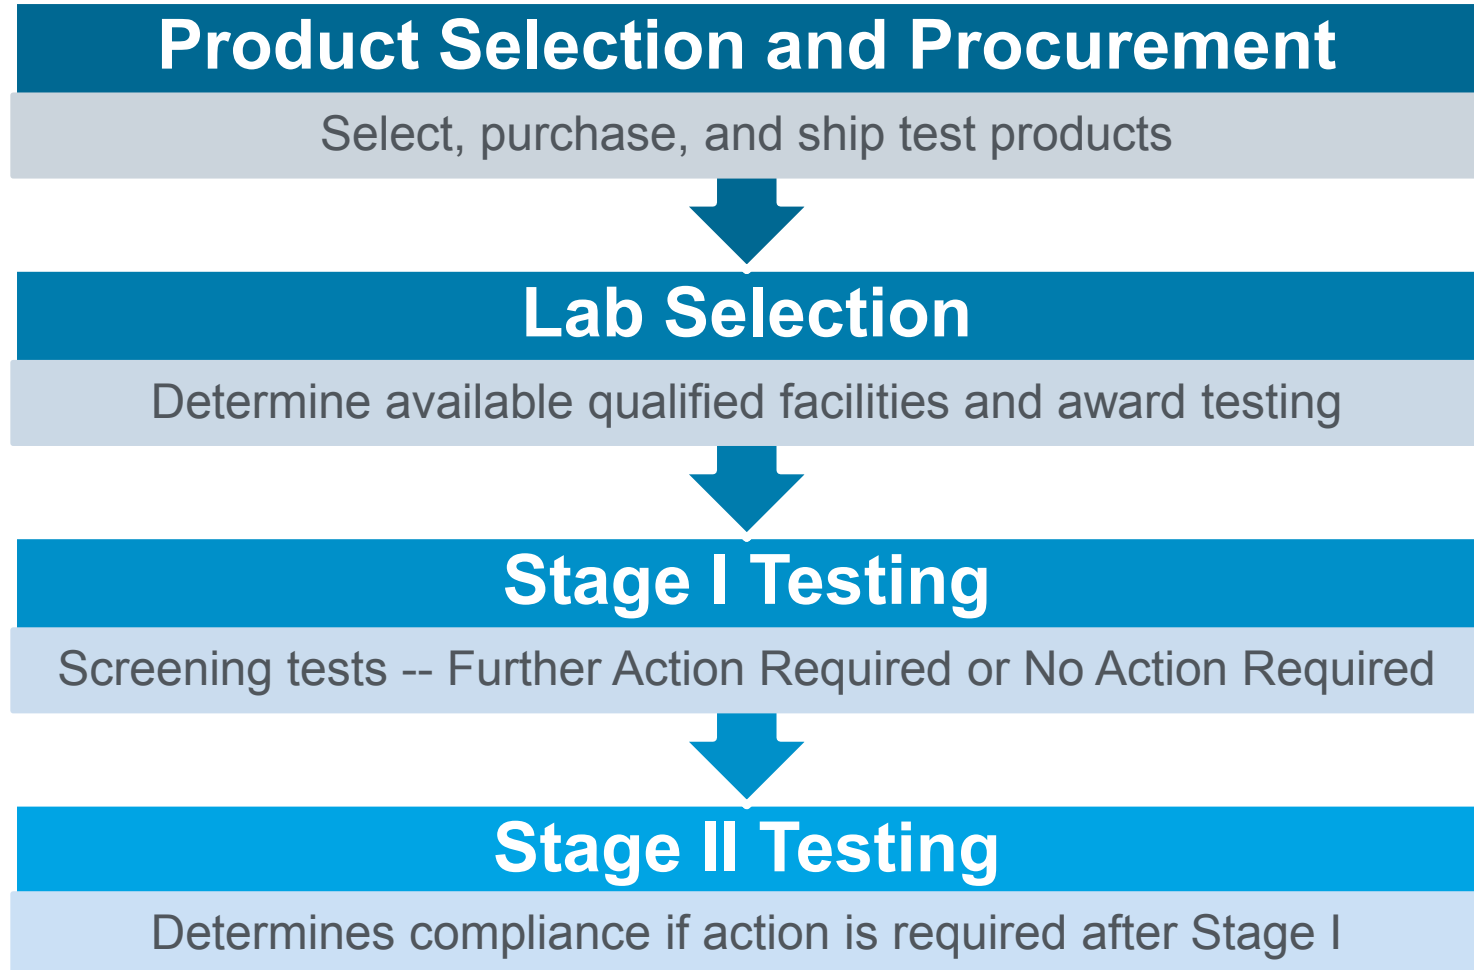 Product Selection and Procurement
Select, purchase, and ship test products
Lab Selection
Determine available qualified facilities and award testing
Stage I Testing
Screening tests -- Further Action Required or No Action Required
Stage II Testing
Determines compliance if action is required after Stage I